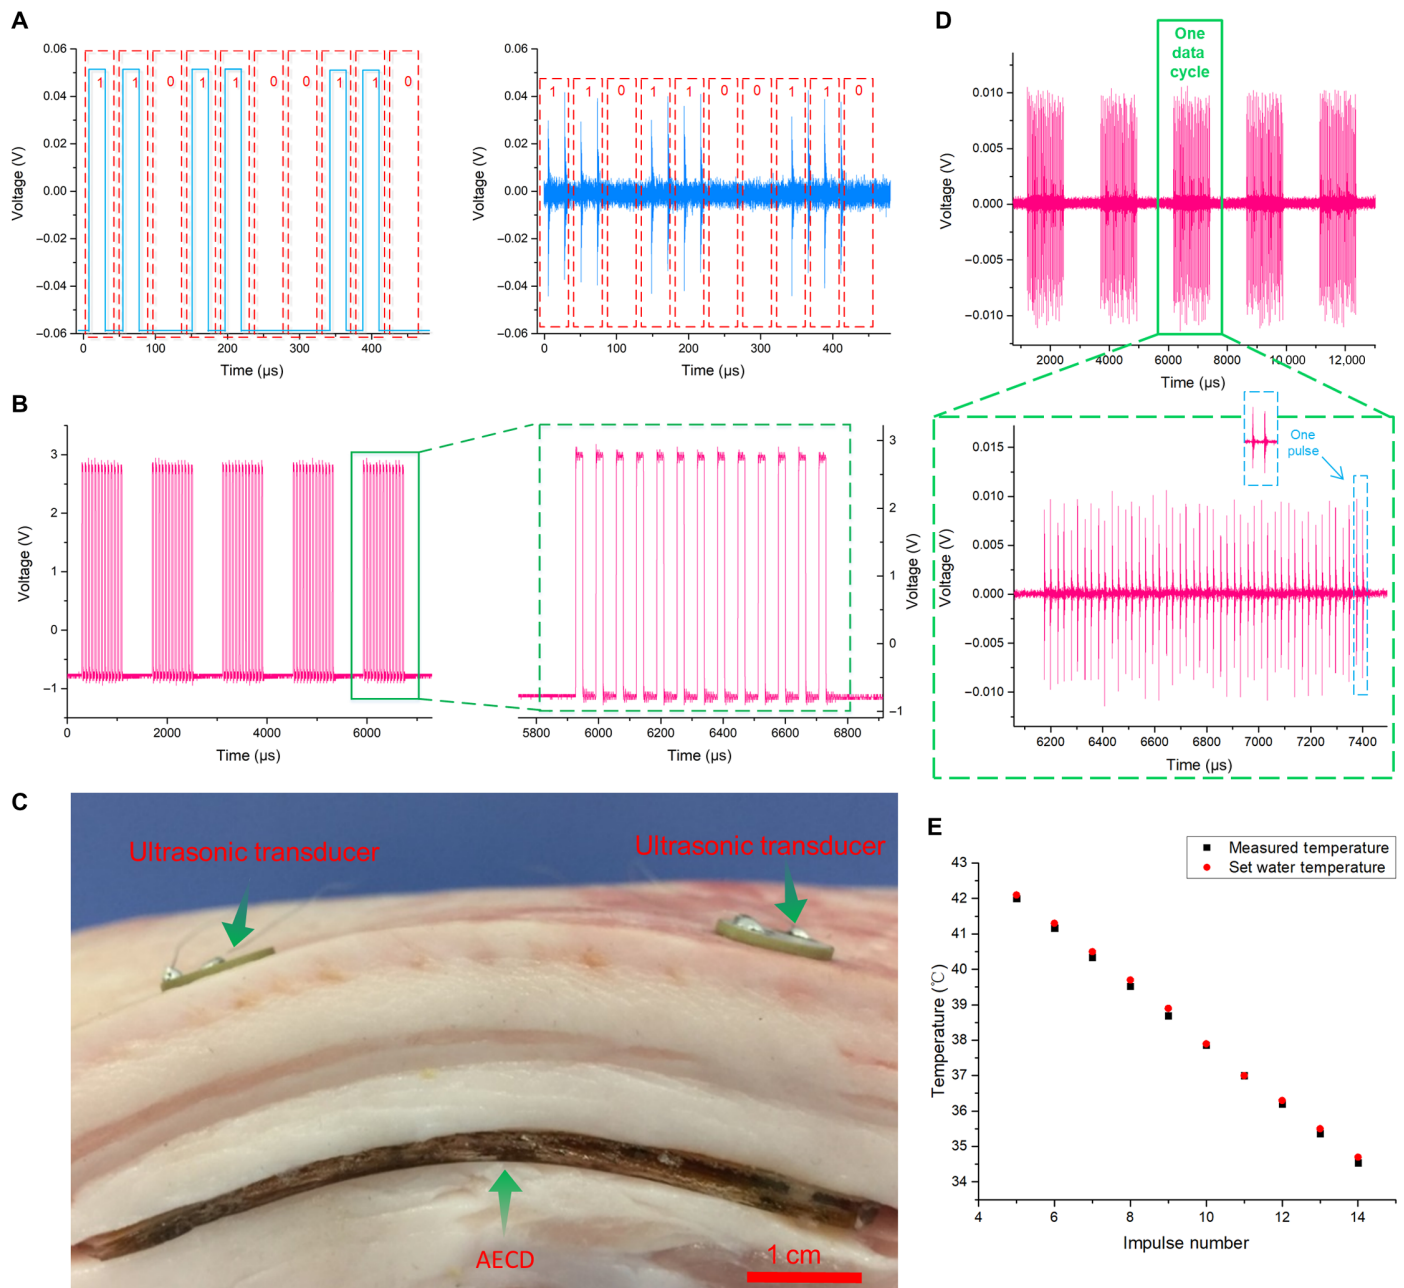 A
0.06
0.04
0.02
0.00
−0.02
−0.04
−0.06
Voltage (V)
1 1 0 1 1 0 0 1 1 0
0 100 200 300 400
Time (µs)
0.06
0.04
0.02
0.00
−0.02
−0.04
−0.06
Voltage (V)
1 1 0 1 1 0 0 1 1 0
0 100 200 300 400
Time (µs)
B
3
2
1
0
−1
Voltage (V)
0 2000 4000 6000
Time (µs)
3
2
1
0
−1
Voltage (V)
5800 6000 6200 6400 6600 6800
Time (µs)
C
Ultrasonic transducer
Ultrasonic transducer
AECD
1 cm
D
One
data
cycle
0.010
0.005
0.000
−0.005
−0.010
Voltage (V)
2000 4000 6000 8000 10,000 12,000
Time (µs)
One
pulse
0.015
0.010
0.005
0.000
−0.005
−0.010
Voltage (V)
6200 6400 6600 6800 7000 7200 7400
Time (µs)
E
Measured temperature
Set water temperature
43
42
41
40
39
38
37
36
35
34
Temperature (℃)
4 6 8 10 12 14
Impulse number